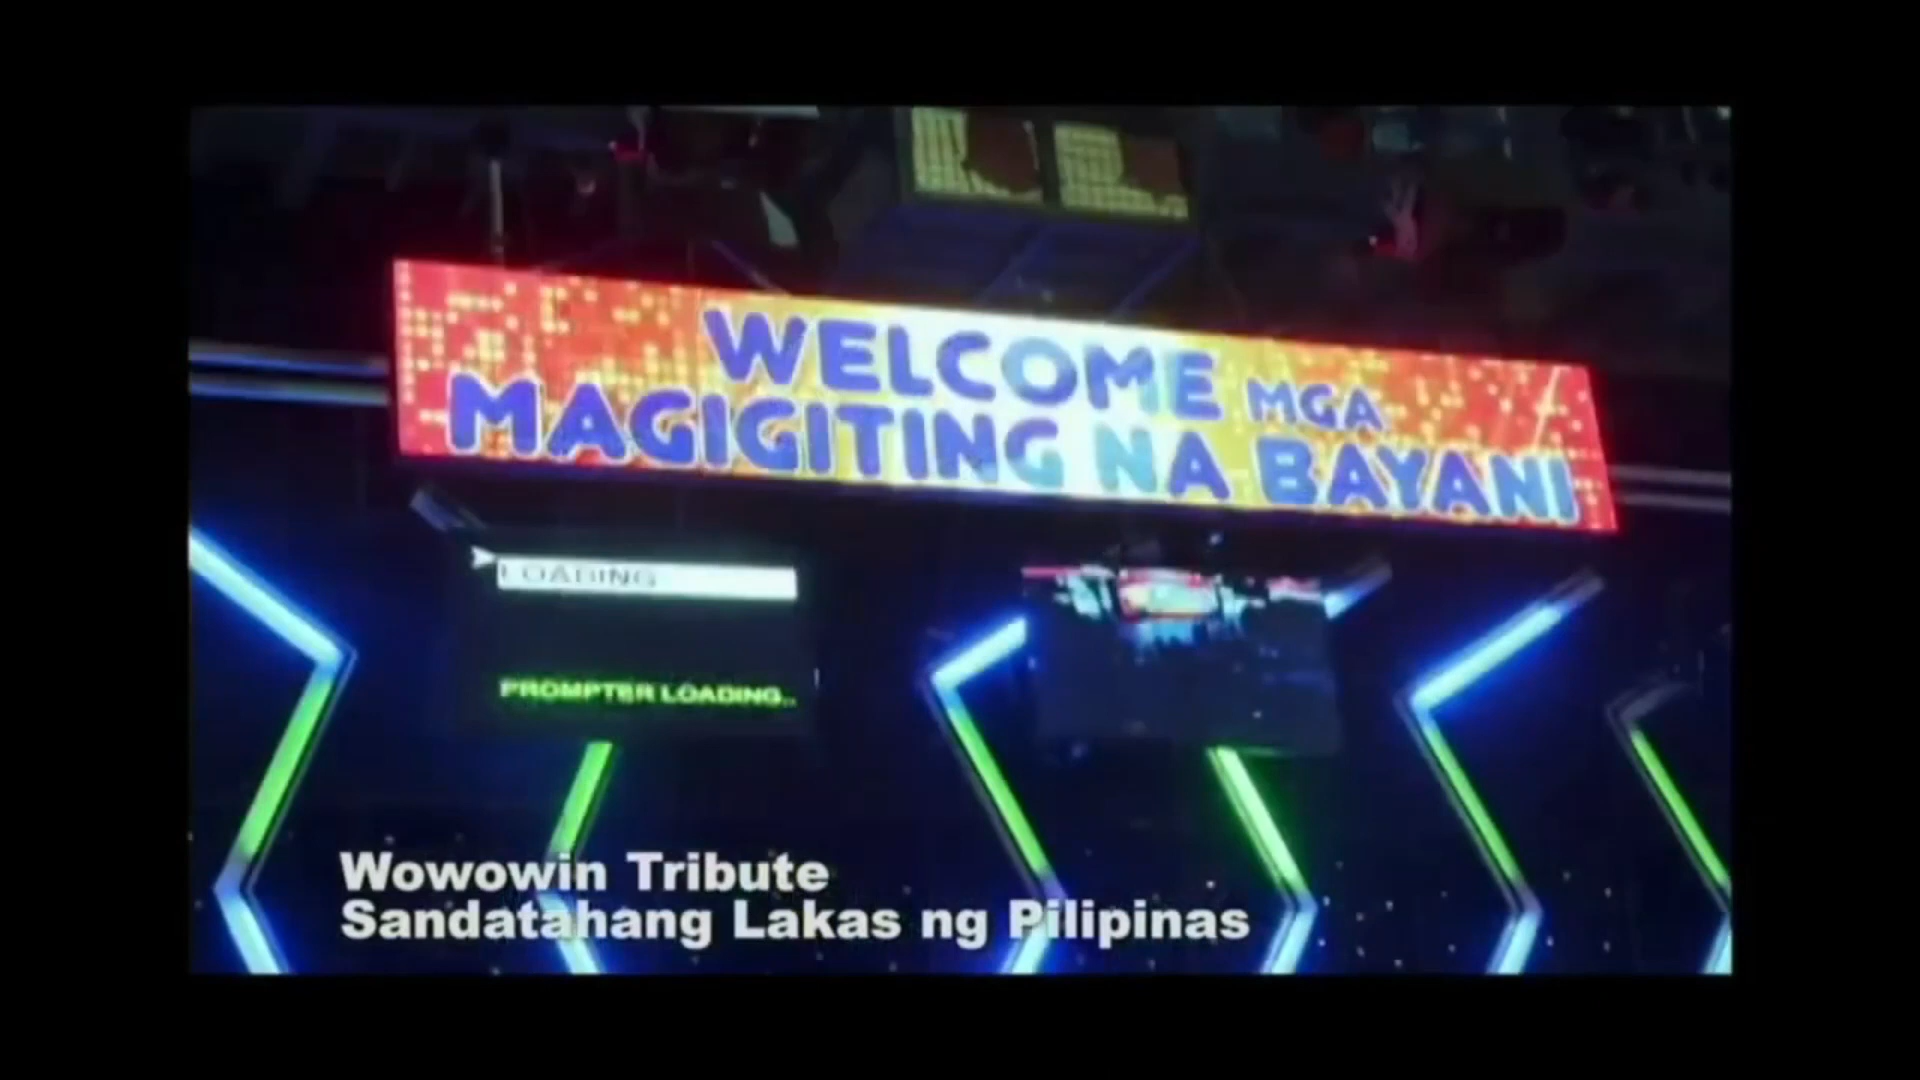 WELCOME MGA
MAGIGITING NA BAYANI
LOADING
PROMPTER LOADING..
Wowowin Tribute
Sandatahang Lakas ng Pilipinas